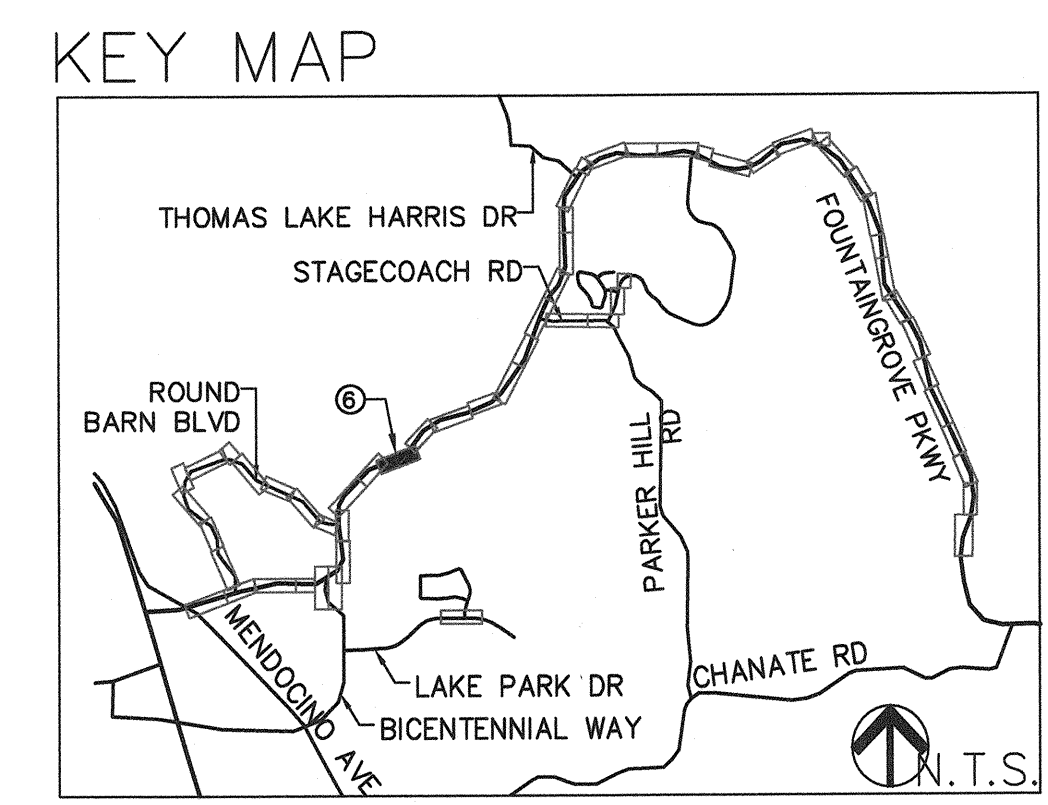 KEY MAP
THOMAS LAKE HARRIS DR
STAGECOACH RD
FOUNTAINGROVE PKWY
ROUND
BARN BLVD
6
PARKER HILL
RD
MENDOCINO AVE
CHANATE RD
LAKE PARK DR
BICENTENNIAL WAY
N.T.S.